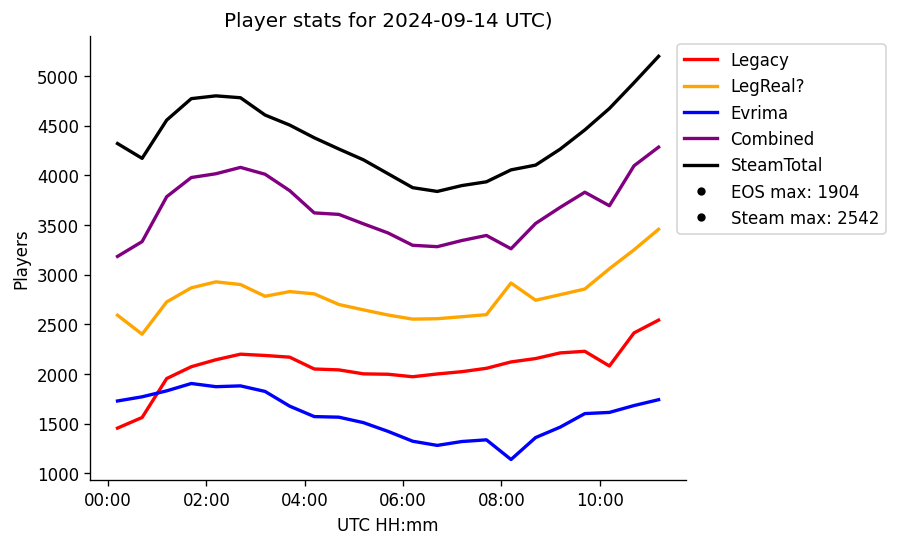 Player stats for 2024-09-14 UTC)
Legacy
LegReal?
Evrima
Combined
SteamTotal
EOS max: 1904
Steam max: 2542
Players
5000
4500
4000
3500
3000
2500
2000
1500
1000
00:00 02:00 04:00 06:00 08:00 10:00
UTC HH:mm